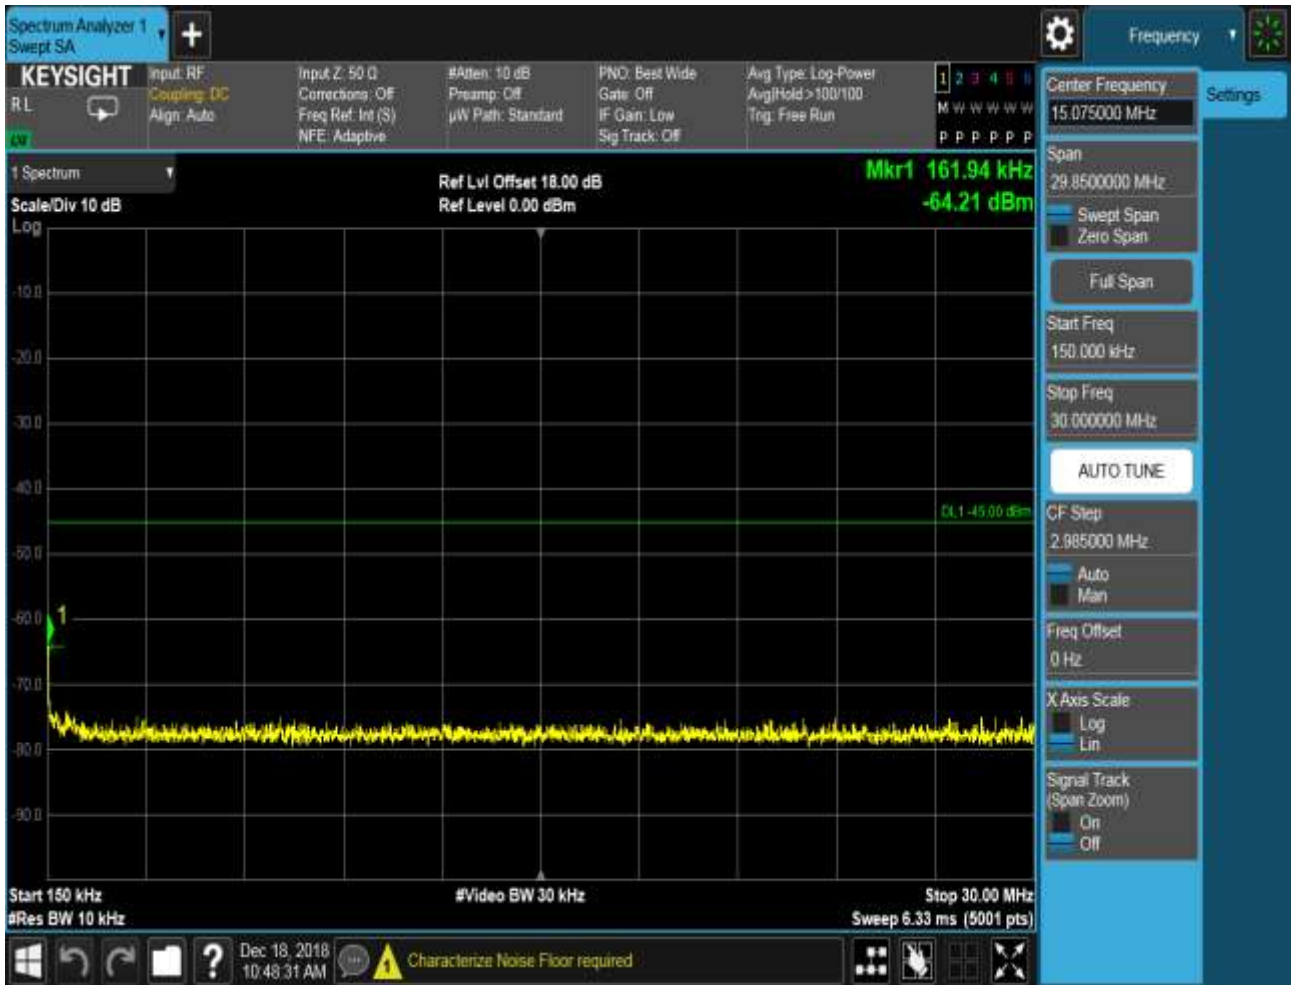 Spectrum Analyzer 1
Swept SA
Frequency
KEYSIGHT
RL
Input: RF
Coupling: DC
Align: Auto
Input Z: 50 Ω
Corrections: Off
Freq Ref: Int (S)
NFE: Adaptive
#Atten: 10 dB
Preamp: Off
µW Path: Standard
PNO: Best Wide
Gate: Off
IF Gain: Low
Sig Track: Off
Avg Type: Log-Power
Avg|Hold:>100/100
Trig: Free Run
1 2 3 4 5 6
M W W W W W
P P P P P P
1 Spectrum
Scale/Div 10 dB
Ref Lvl Offset 18.00 dB
Ref Level 0.00 dBm
Mkr1 161.94 kHz
-64.21 dBm
Log
-10.0
-20.0
-30.0
-40.0
-50.0
-60.0
-70.0
-80.0
-90.0
DL1 -45.00 dBm
1
Start 150 kHz
#Res BW 10 kHz
#Video BW 30 kHz
Stop 30.00 MHz
Sweep 6.33 ms (5001 pts)
Center Frequency
15.075000 MHz
Settings
Span
29.8500000 MHz
Swept Span
Zero Span
Full Span
Start Freq
150.000 kHz
Stop Freq
30.000000 MHz
AUTO TUNE
CF Step
2.985000 MHz
Auto
Man
Freq Offset
0 Hz
X Axis Scale
Log
Lin
Signal Track
(Span Zoom)
On
Off
?
Dec 18, 2018
10:48:31 AM
Characterize Noise Floor required